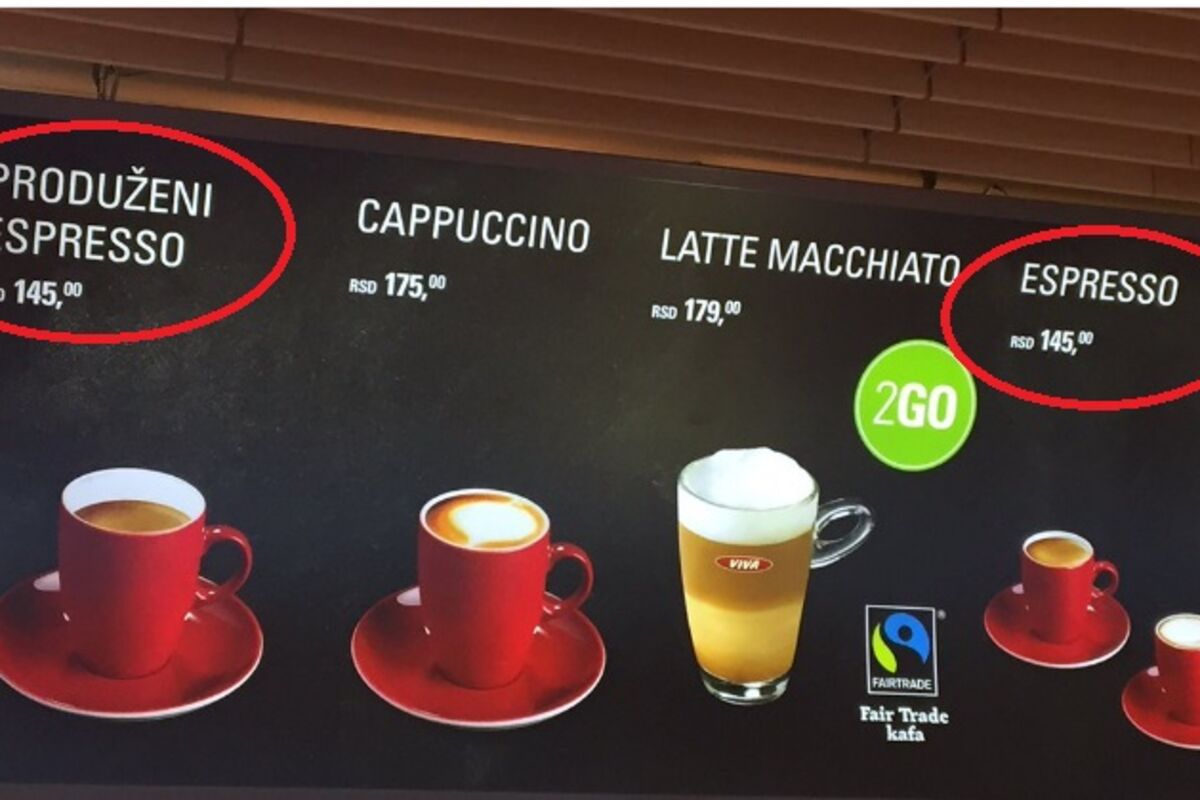 PRODUŽENI
ESPRESSO
145,00
CAPPUCCINO
RSD 175,00
LATTE MACCHIATO
RSD 179,00
ESPRESSO
RSD 145,00
2GO
VIVA
FAIRTRADE
®
Fair Trade
kafa